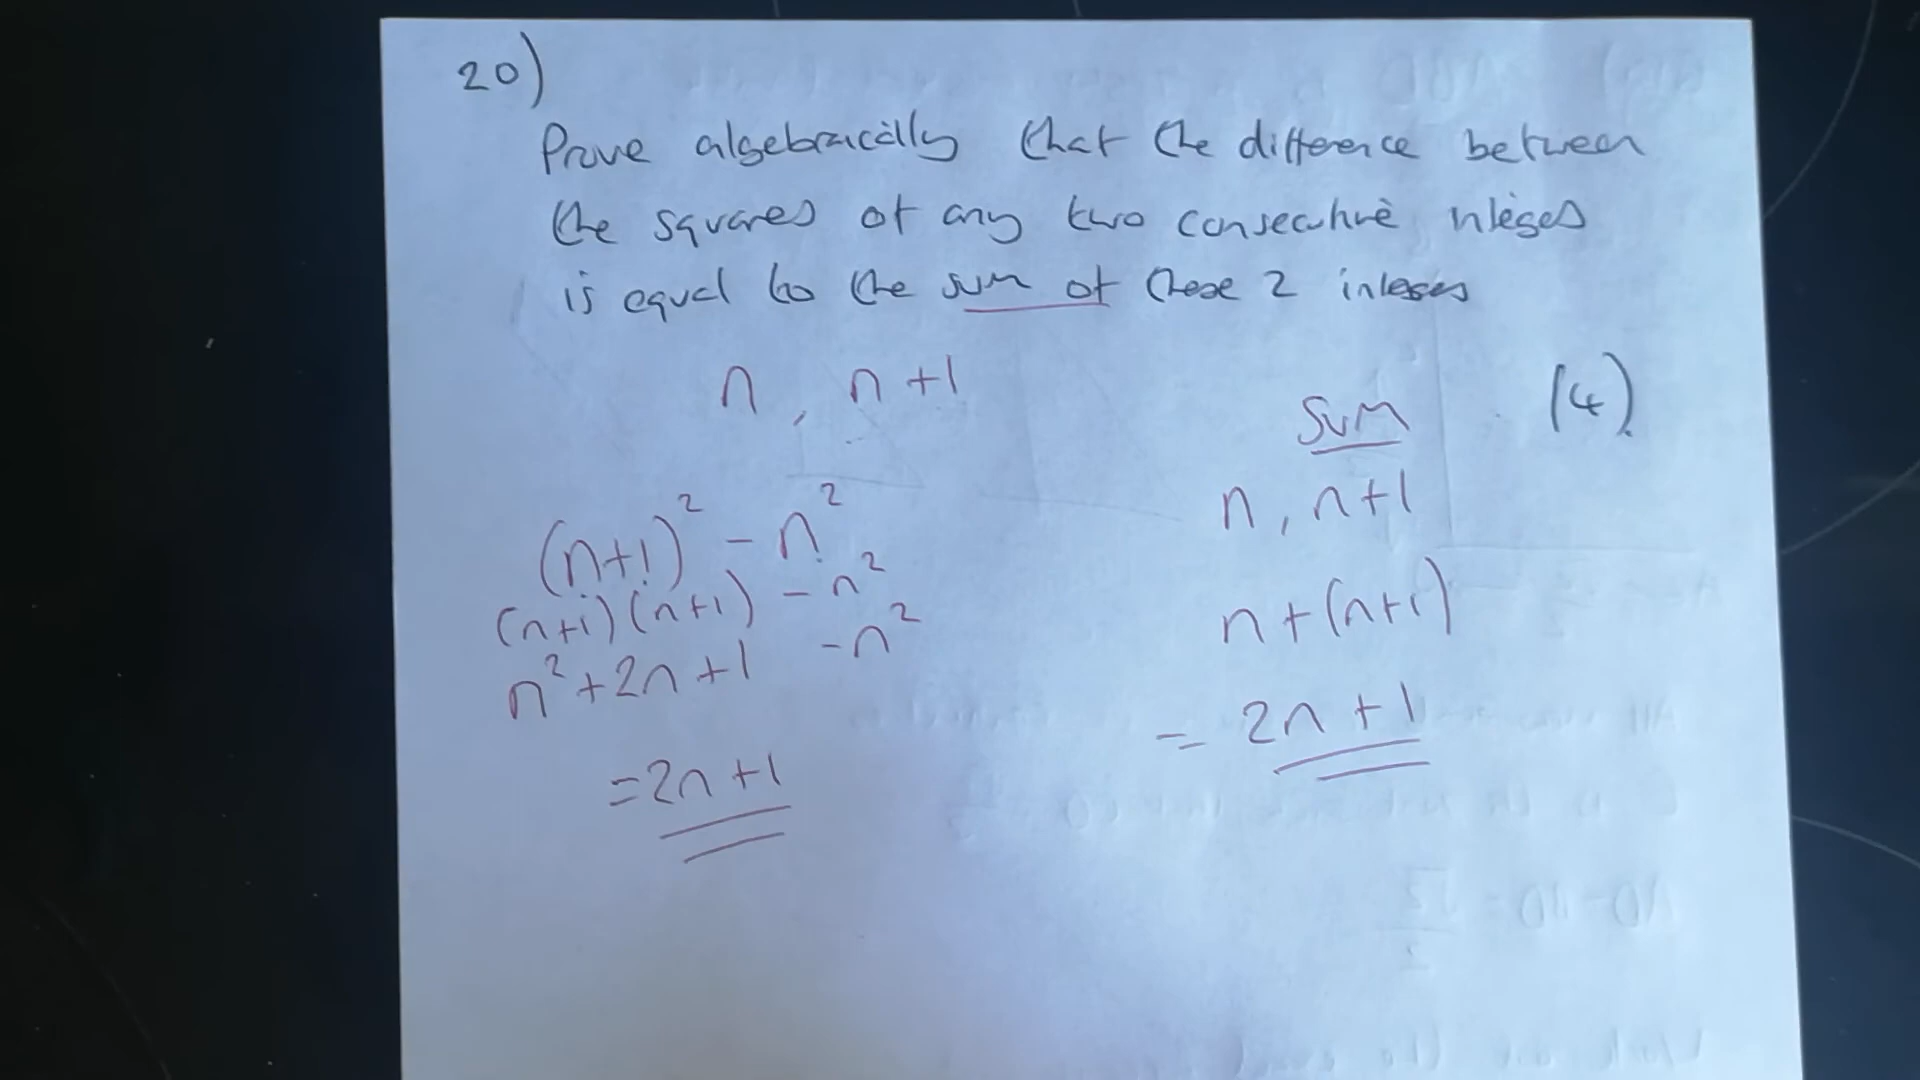 20)
Prove algebraically that the difference between
the squares of any two consecutive integers
is equal to the sum of these 2 integers
n , n +1
(4)
(n+1)² - n²
(n+1)(n+1) - n²
n² + 2n + 1 - n²
= 2n + 1
Sum
n , n+1
n + (n+1)
= 2n + 1